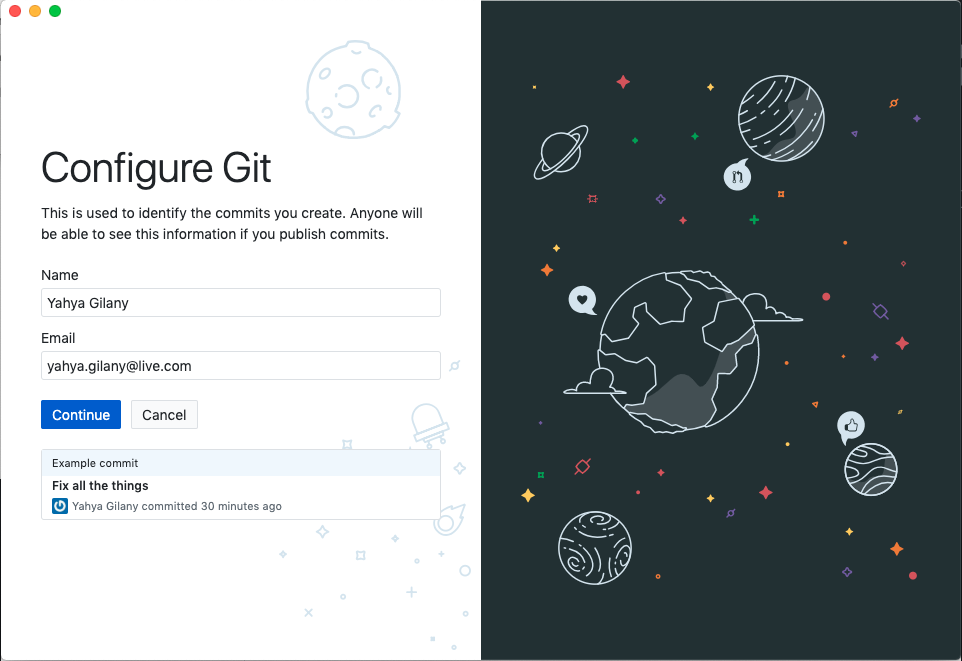 Configure Git
This is used to identify the commits you create. Anyone will
be able to see this information if you publish commits.
Name
Yahya Gilany
Email
yahya.gilany@live.com
Continue Cancel
Example commit
Fix all the things
Yahya Gilany committed 30 minutes ago